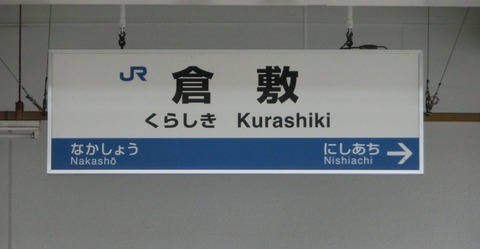 JR 倉敷
くらしき Kurashiki
なかしょう にしあち →
Nakashō Nishiachi